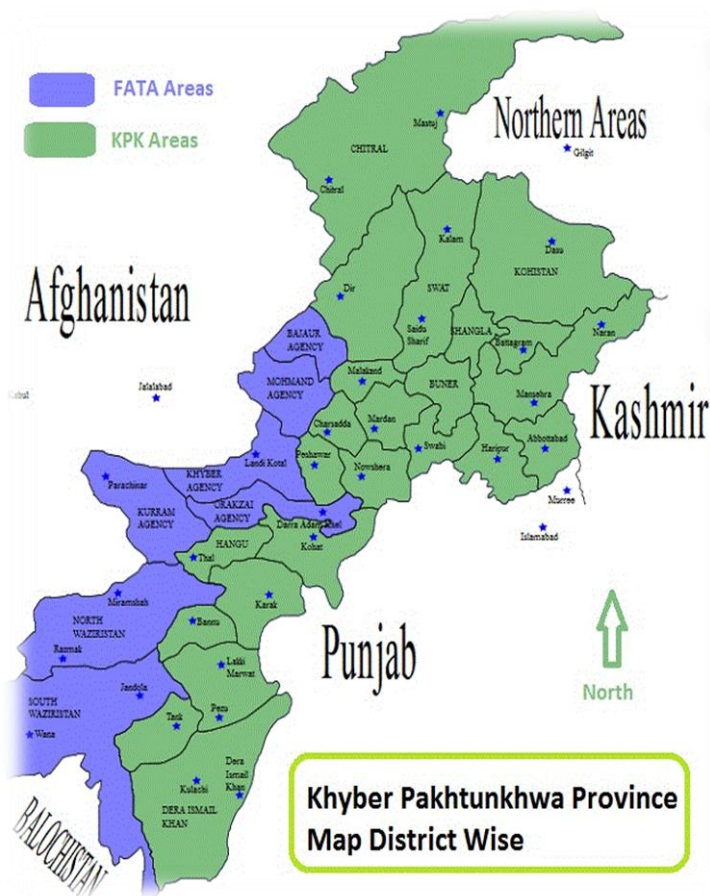 FATA Areas
KPK Areas
Northern Areas
Gilgit
Mastuj
CHITRAL
Chitral
Kalam
Dasu
KOHISTAN
Afghanistan
Dir
SWAT
Saidu
Sharif
SHANGLA
Battagram
Naran
BAJAUR
AGENCY
MOHMAND
AGENCY
Malakand
BUNER
Mansehra
Kashmir
Jalalabad
Charsadda
Mardan
Swabi
Haripur
Abbottabad
Peshawar
Nowshera
Landi Kotal
KHYBER
AGENCY
Parachinar
KURRAM
AGENCY
ORAKZAI
AGENCY
Darra Adam Khel
Kohat
HANGU
Thal
Murree
Islamabad
Miramshah
NORTH
WAZIRISTAN
Razmak
Karak
Bannu
Punjab
North
Lakki
Marwat
SOUTH
WAZIRISTAN
Jandola
Wana
Tank
Pezu
Dera
Ismail
Khan
Kulachi
DERA ISMAIL
KHAN
BALOCHISTAN
Khyber Pakhtunkhwa Province
Map District Wise